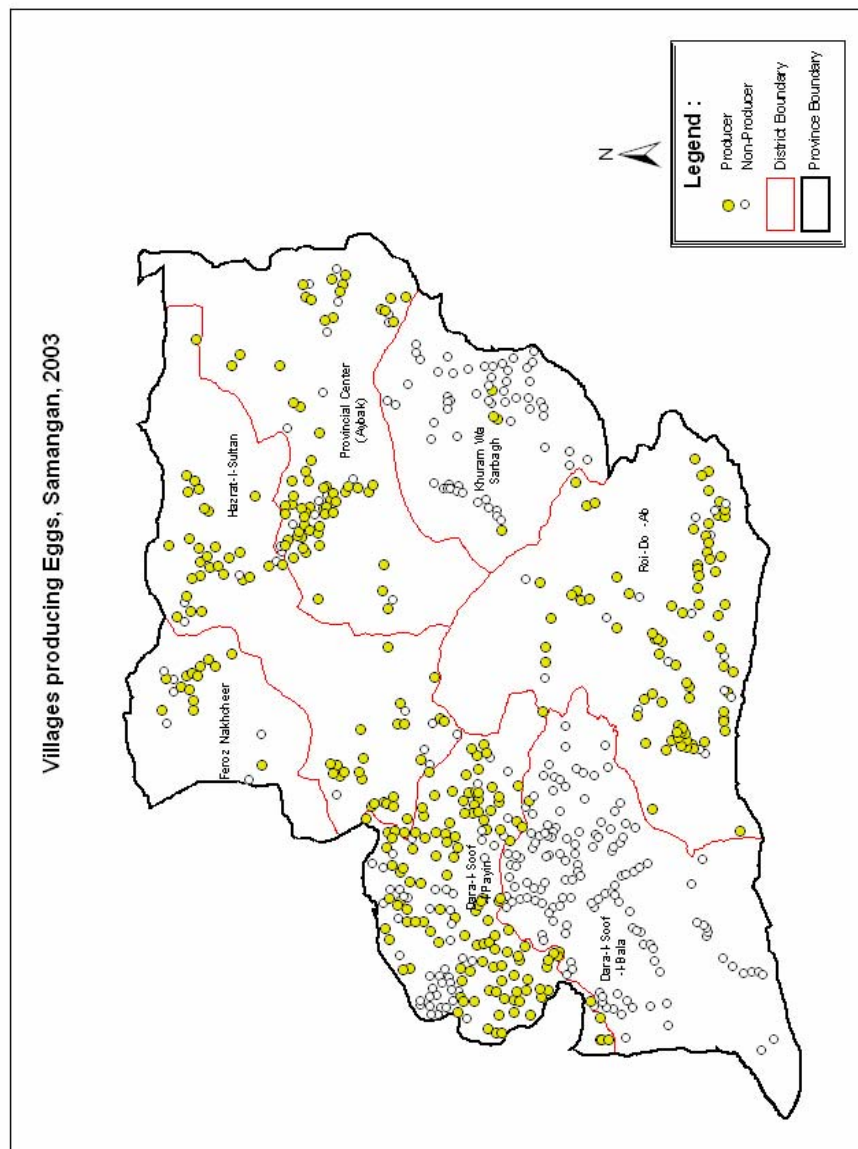 Villages producing Eggs, Samangan, 2003
N
Legend :
Producer
Non-Producer
District Boundary
Province Boundary
Hazrat-I-Sultan
Feroz Nakhcheer
Provincial Center
(Aybak)
Khuram Wa
Sarbagh
Dara-I-Soof
-I-Payin
Roi-Do -Ab
Dara-I-Soof
-I-Bala